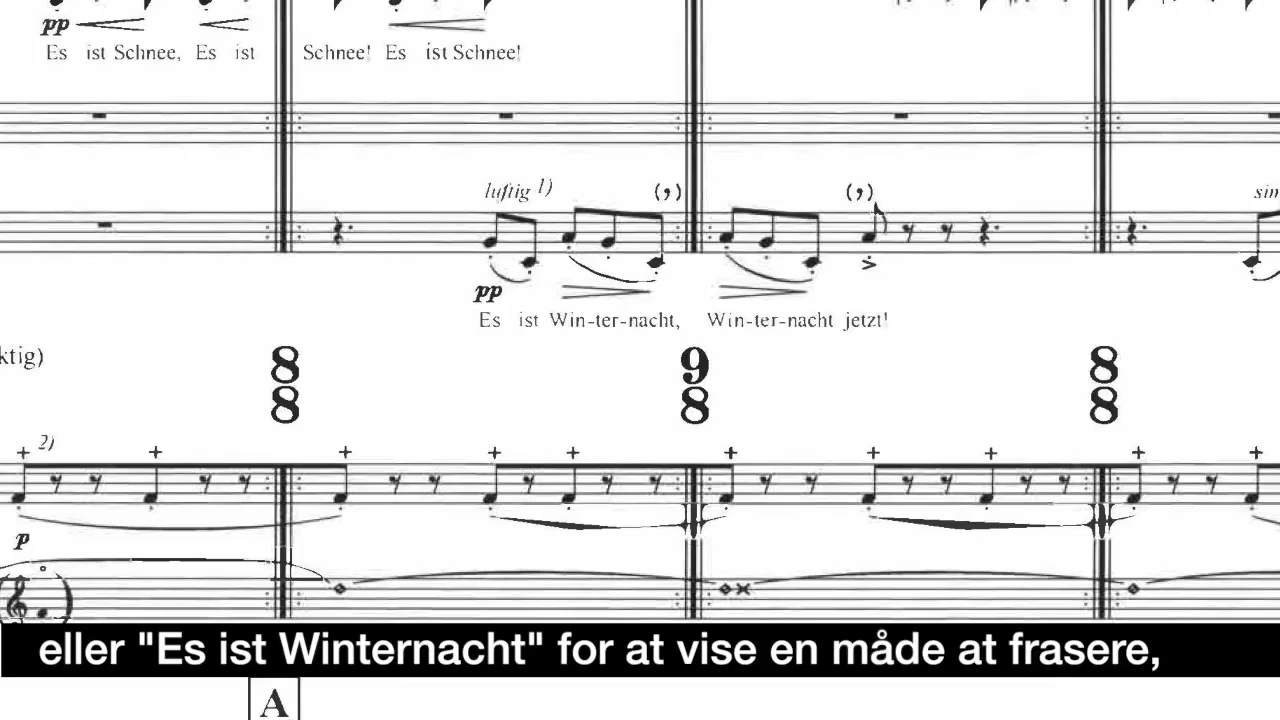 pp
Es ist Schnee, Es ist Schnee! Es ist Schnee!
luftig 1) (,) (,) sin
pp
Es ist Win-ter-nacht, Win-ter-nacht jetzt!
ktig) 8 8 9 8 8 8
2)
p
eller "Es ist Winternacht" for at vise en måde at frasere,
A